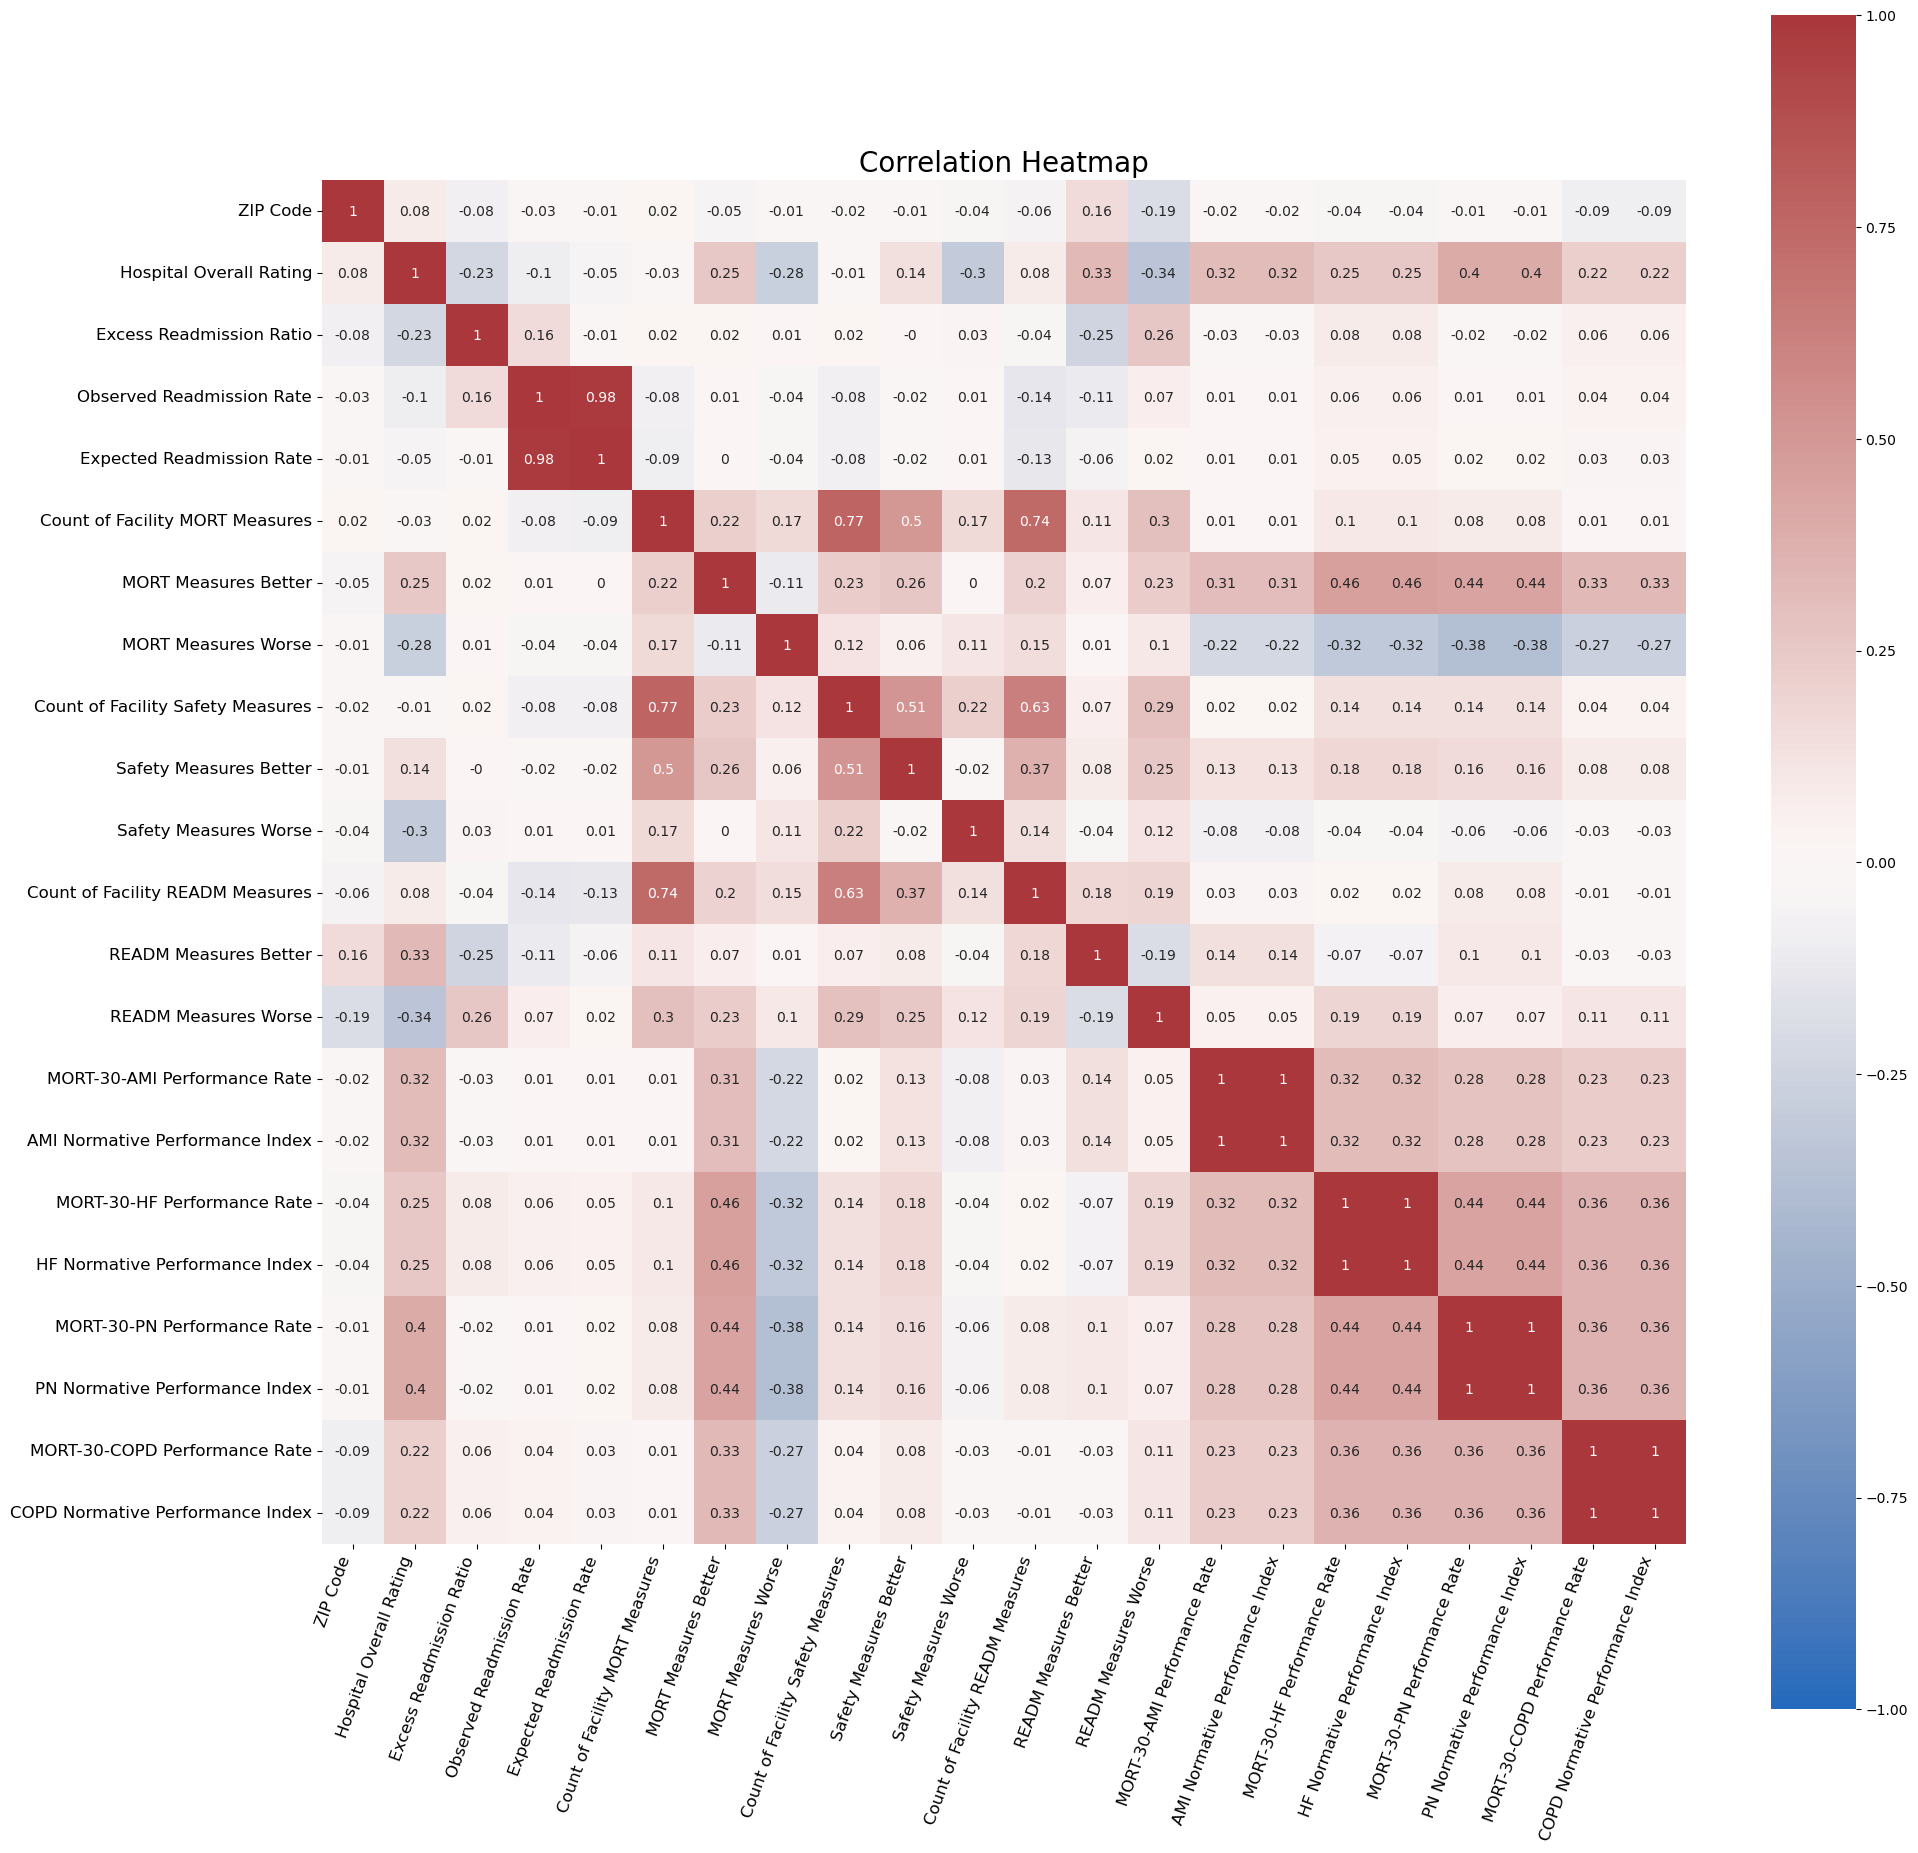 Correlation Heatmap
ZIP Code 1 0.08 -0.08 -0.03 -0.01 0.02 -0.05 -0.01 -0.02 -0.01 -0.04 -0.06 0.16 -0.19 -0.02 -0.02 -0.04 -0.04 -0.01 -0.01 -0.09 -0.09
Hospital Overall Rating 0.08 1 -0.23 -0.1 -0.05 -0.03 0.25 -0.28 -0.01 0.14 -0.3 0.08 0.33 -0.34 0.32 0.32 0.25 0.25 0.4 0.4 0.22 0.22
Excess Readmission Ratio -0.08 -0.23 1 0.16 -0.01 0.02 0.02 0.01 0.02 -0 0.03 -0.04 -0.25 0.26 -0.03 -0.03 0.08 0.08 -0.02 -0.02 0.06 0.06
Observed Readmission Rate -0.03 -0.1 0.16 1 0.98 -0.08 0.01 -0.04 -0.08 -0.02 0.01 -0.14 -0.11 0.07 0.01 0.01 0.06 0.06 0.01 0.01 0.04 0.04
Expected Readmission Rate -0.01 -0.05 -0.01 0.98 1 -0.09 0 -0.04 -0.08 -0.02 0.01 -0.13 -0.06 0.02 0.01 0.01 0.05 0.05 0.02 0.02 0.03 0.03
Count of Facility MORT Measures 0.02 -0.03 0.02 -0.08 -0.09 1 0.22 0.17 0.77 0.5 0.17 0.74 0.11 0.3 0.01 0.01 0.1 0.1 0.08 0.08 0.01 0.01
MORT Measures Better -0.05 0.25 0.02 0.01 0 0.22 1 -0.11 0.23 0.26 0 0.2 0.07 0.23 0.31 0.31 0.46 0.46 0.44 0.44 0.33 0.33
MORT Measures Worse -0.01 -0.28 0.01 -0.04 -0.04 0.17 -0.11 1 0.12 0.06 0.11 0.15 0.01 0.1 -0.22 -0.22 -0.32 -0.32 -0.38 -0.38 -0.27 -0.27
Count of Facility Safety Measures -0.02 -0.01 0.02 -0.08 -0.08 0.77 0.23 0.12 1 0.51 0.22 0.63 0.07 0.29 0.02 0.02 0.14 0.14 0.14 0.14 0.04 0.04
Safety Measures Better -0.01 0.14 -0 -0.02 -0.02 0.5 0.26 0.06 0.51 1 -0.02 0.37 0.08 0.25 0.13 0.13 0.18 0.18 0.16 0.16 0.08 0.08
Safety Measures Worse -0.04 -0.3 0.03 0.01 0.01 0.17 0 0.11 0.22 -0.02 1 0.14 -0.04 0.12 -0.08 -0.08 -0.04 -0.04 -0.06 -0.06 -0.03 -0.03
Count of Facility READM Measures -0.06 0.08 -0.04 -0.14 -0.13 0.74 0.2 0.15 0.63 0.37 0.14 1 0.18 0.19 0.03 0.03 0.02 0.02 0.08 0.08 -0.01 -0.01
READM Measures Better 0.16 0.33 -0.25 -0.11 -0.06 0.11 0.07 0.01 0.07 0.08 -0.04 0.18 1 -0.19 0.14 0.14 -0.07 -0.07 0.1 0.1 -0.03 -0.03
READM Measures Worse -0.19 -0.34 0.26 0.07 0.02 0.3 0.23 0.1 0.29 0.25 0.12 0.19 -0.19 1 0.05 0.05 0.19 0.19 0.07 0.07 0.11 0.11
MORT-30-AMI Performance Rate -0.02 0.32 -0.03 0.01 0.01 0.01 0.31 -0.22 0.02 0.13 -0.08 0.03 0.14 0.05 1 1 0.32 0.32 0.28 0.28 0.23 0.23
AMI Normative Performance Index -0.02 0.32 -0.03 0.01 0.01 0.01 0.31 -0.22 0.02 0.13 -0.08 0.03 0.14 0.05 1 1 0.32 0.32 0.28 0.28 0.23 0.23
MORT-30-HF Performance Rate -0.04 0.25 0.08 0.06 0.05 0.1 0.46 -0.32 0.14 0.18 -0.04 0.02 -0.07 0.19 0.32 0.32 1 1 0.44 0.44 0.36 0.36
HF Normative Performance Index -0.04 0.25 0.08 0.06 0.05 0.1 0.46 -0.32 0.14 0.18 -0.04 0.02 -0.07 0.19 0.32 0.32 1 1 0.44 0.44 0.36 0.36
MORT-30-PN Performance Rate -0.01 0.4 -0.02 0.01 0.02 0.08 0.44 -0.38 0.14 0.16 -0.06 0.08 0.1 0.07 0.28 0.28 0.44 0.44 1 1 0.36 0.36
PN Normative Performance Index -0.01 0.4 -0.02 0.01 0.02 0.08 0.44 -0.38 0.14 0.16 -0.06 0.08 0.1 0.07 0.28 0.28 0.44 0.44 1 1 0.36 0.36
MORT-30-COPD Performance Rate -0.09 0.22 0.06 0.04 0.03 0.01 0.33 -0.27 0.04 0.08 -0.03 -0.01 -0.03 0.11 0.23 0.23 0.36 0.36 0.36 0.36 1 1
COPD Normative Performance Index -0.09 0.22 0.06 0.04 0.03 0.01 0.33 -0.27 0.04 0.08 -0.03 -0.01 -0.03 0.11 0.23 0.23 0.36 0.36 0.36 0.36 1 1
ZIP Code
Hospital Overall Rating
Excess Readmission Ratio
Observed Readmission Rate
Expected Readmission Rate
Count of Facility MORT Measures
MORT Measures Better
MORT Measures Worse
Count of Facility Safety Measures
Safety Measures Better
Safety Measures Worse
Count of Facility READM Measures
READM Measures Better
READM Measures Worse
MORT-30-AMI Performance Rate
AMI Normative Performance Index
MORT-30-HF Performance Rate
HF Normative Performance Index
MORT-30-PN Performance Rate
PN Normative Performance Index
MORT-30-COPD Performance Rate
COPD Normative Performance Index
1.00
0.75
0.50
0.25
0.00
−0.25
−0.50
−0.75
−1.00